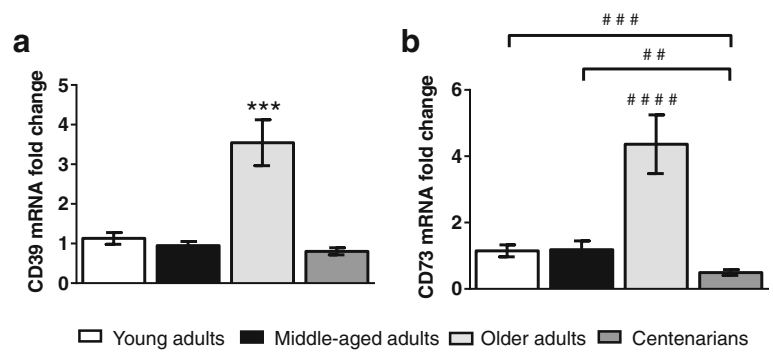 a
CD39 mRNA fold change
5
4
3
2
1
0
***
b
CD73 mRNA fold change
6
4
2
0
# # #
# #
# # # #
Young adults
Middle-aged adults
Older adults
Centenarians